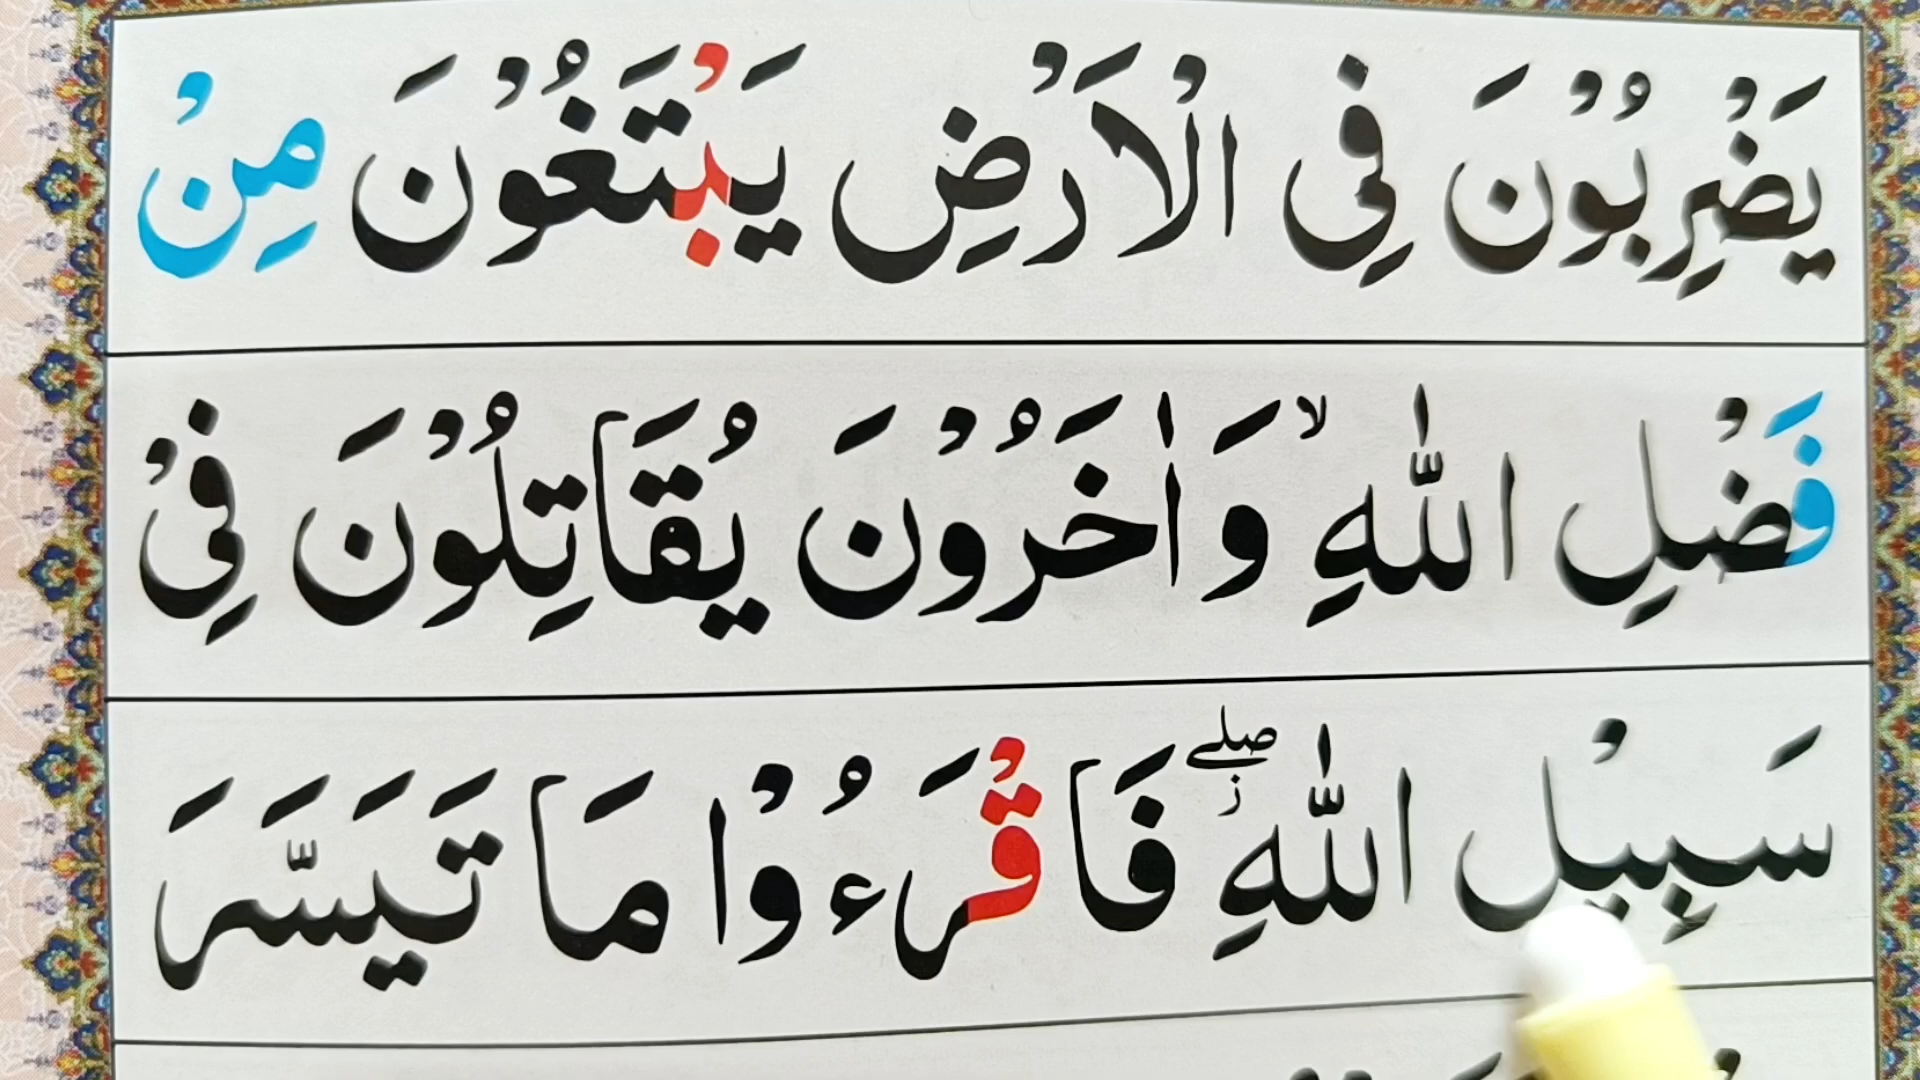 يَضْرِبُوْنَ فِي الْاَرْضِ يَبْتَغُوْنَ مِنْ
فَضْلِ اللّٰهِ ۙ وَاٰخَرُوْنَ يُقَاتِلُوْنَ فِيْ
سَبِيْلِ اللّٰهِ ۖ ز فَاقْرَءُوْا مَا تَيَسَّرَ